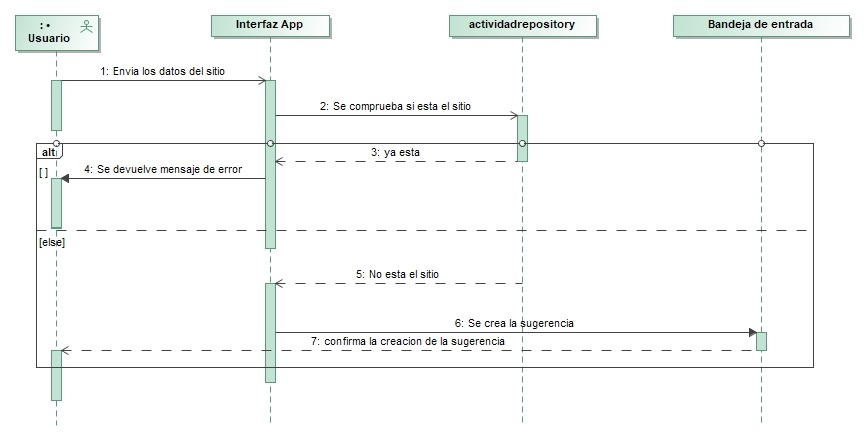 : •
Usuario
Interfaz App
actividadrepository
Bandeja de entrada
1: Envia los datos del sitio
2: Se comprueba si esta el sitio
alt
3: ya esta
[ ]
4: Se devuelve mensaje de error
[else]
5: No esta el sitio
6: Se crea la sugerencia
7: confirma la creacion de la sugerencia